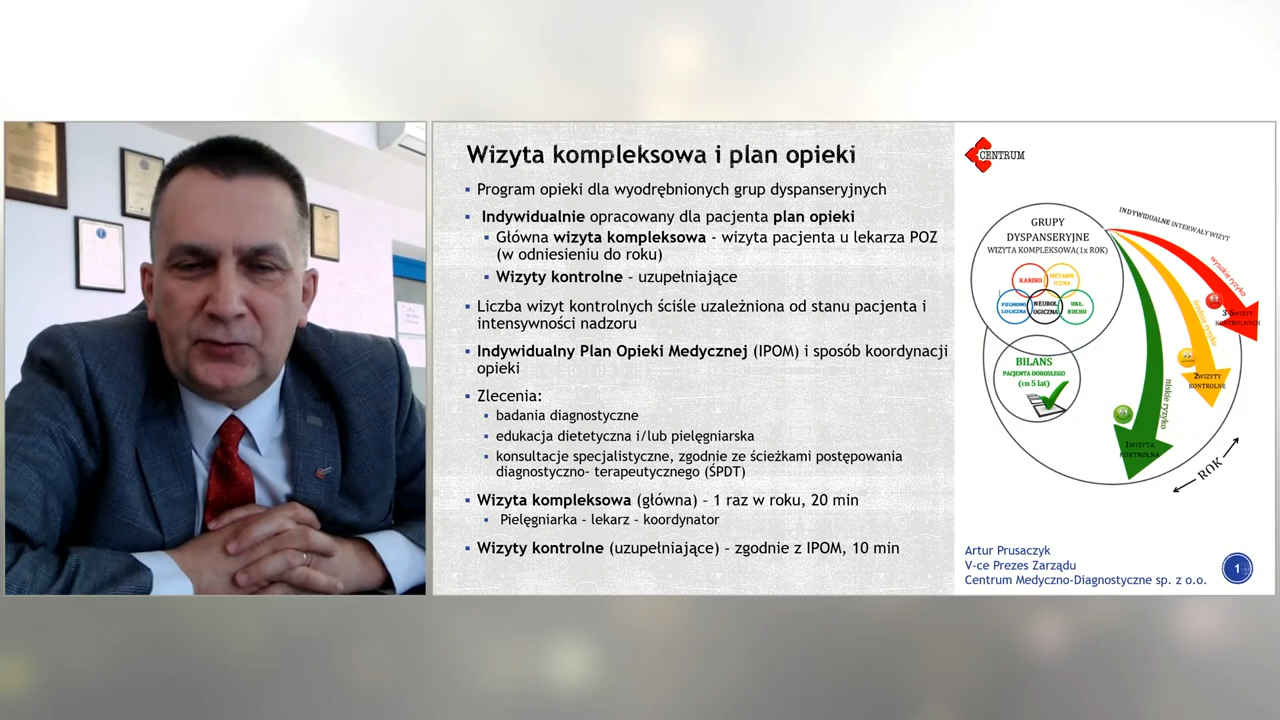 Wizyta kompleksowa i plan opieki
Program opieki dla wyodrębnionych grup dyspanseryjnych
Indywidualnie opracowany dla pacjenta plan opieki
Główna wizyta kompleksowa - wizyta pacjenta u lekarza POZ
(w odniesieniu do roku)
Wizyty kontrolne – uzupełniające
Liczba wizyt kontrolnych ściśle uzależniona od stanu pacjenta i
intensywności nadzoru
Indywidualny Plan Opieki Medycznej (IPOM) i sposób koordynacji
opieki
Zlecenia:
badania diagnostyczne
edukacja dietetyczna i/lub pielęgniarska
konsultacje specjalistyczne, zgodnie ze ścieżkami postępowania
diagnostyczno- terapeutycznego (ŚPDT)
Wizyta kompleksowa (główna) – 1 raz w roku, 20 min
Pielęgniarka – lekarz – koordynator
Wizyty kontrolne (uzupełniające) – zgodnie z IPOM, 10 min
CENTRUM
GRUPY
DYSPANSERYJNE
WIZYTA KOMPLEKSOWA(1x ROK)
KARDIO
METABOLICZNA
PULMONO
LOGICZNA
NEUROL
OGICZNA
UKŁ.
RUCHU
BILANS
PACJENTA DOROSŁEGO
(co 5 lat)
INDYWIDUALNE INTERWAŁY WIZYT
wysokie ryzyko
średnie ryzyko
niskie ryzyko
2WIZYTY
KONTROLNE
1WIZYTA
KONTROLNA
ROK
Artur Prusaczyk
V-ce Prezes Zarządu
Centrum Medyczno-Diagnostyczne sp. z o.o.
1